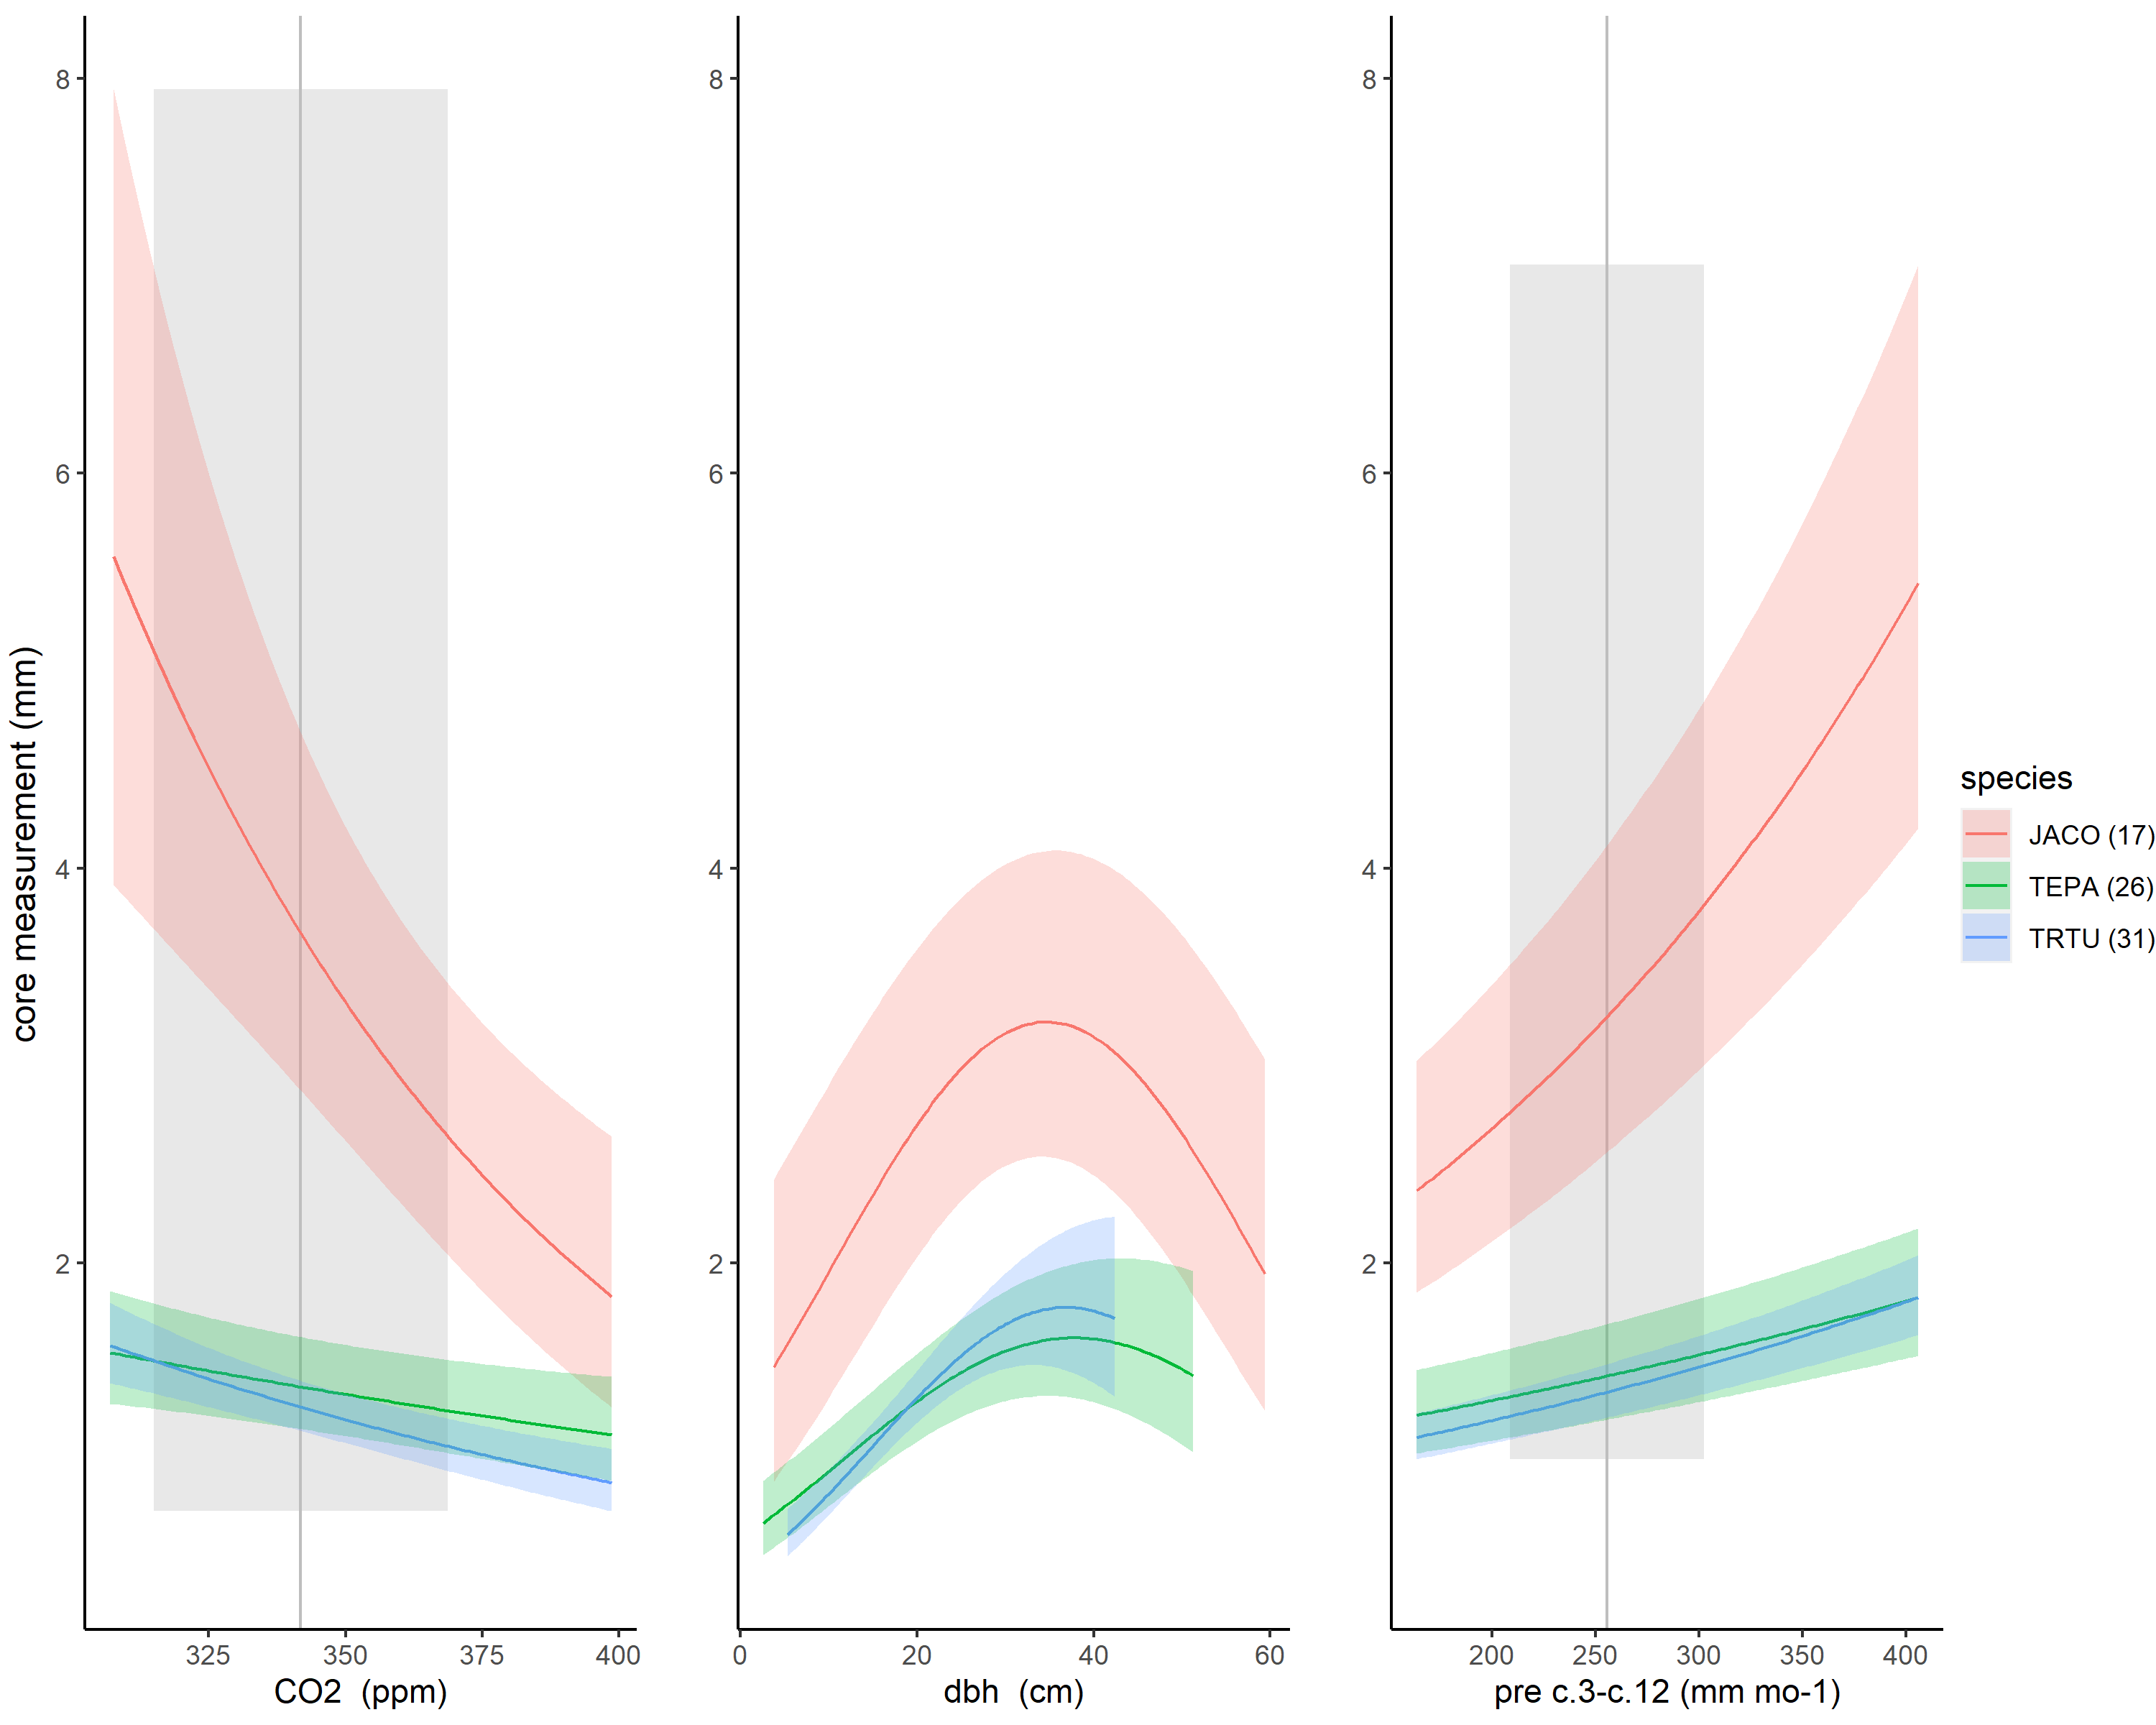 core measurement (mm)
8
6
4
2
325 350 375 400
CO2  (ppm)
8
6
4
2
0 20 40 60
dbh  (cm)
8
6
4
2
200 250 300 350 400
pre c.3-c.12 (mm mo-1)
species
JACO (17)
TEPA (26)
TRTU (31)